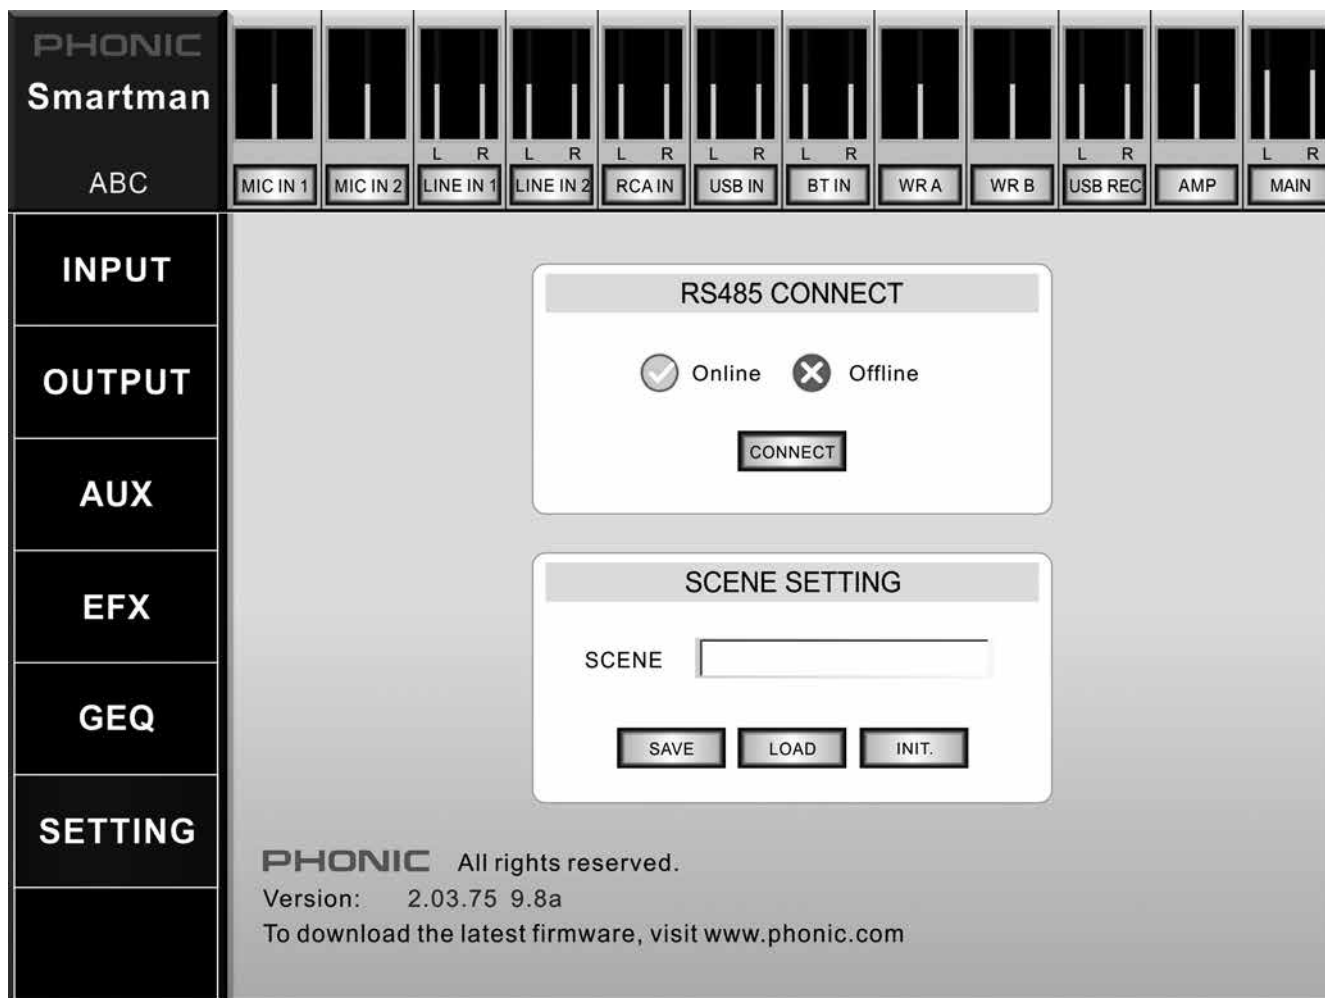 PHONIC
Smartman
ABC
L R L R L R L R L R L R L R
MIC IN 1 MIC IN 2 LINE IN 1 LINE IN 2 RCA IN USB IN BT IN WR A WR B USB REC AMP MAIN
INPUT
OUTPUT
AUX
EFX
GEQ
SETTING
RS485 CONNECT
Online Offline
CONNECT
SCENE SETTING
SCENE
SAVE LOAD INIT.
PHONIC All rights reserved.
Version: 2.03.75 9.8a
To download the latest firmware, visit www.phonic.com